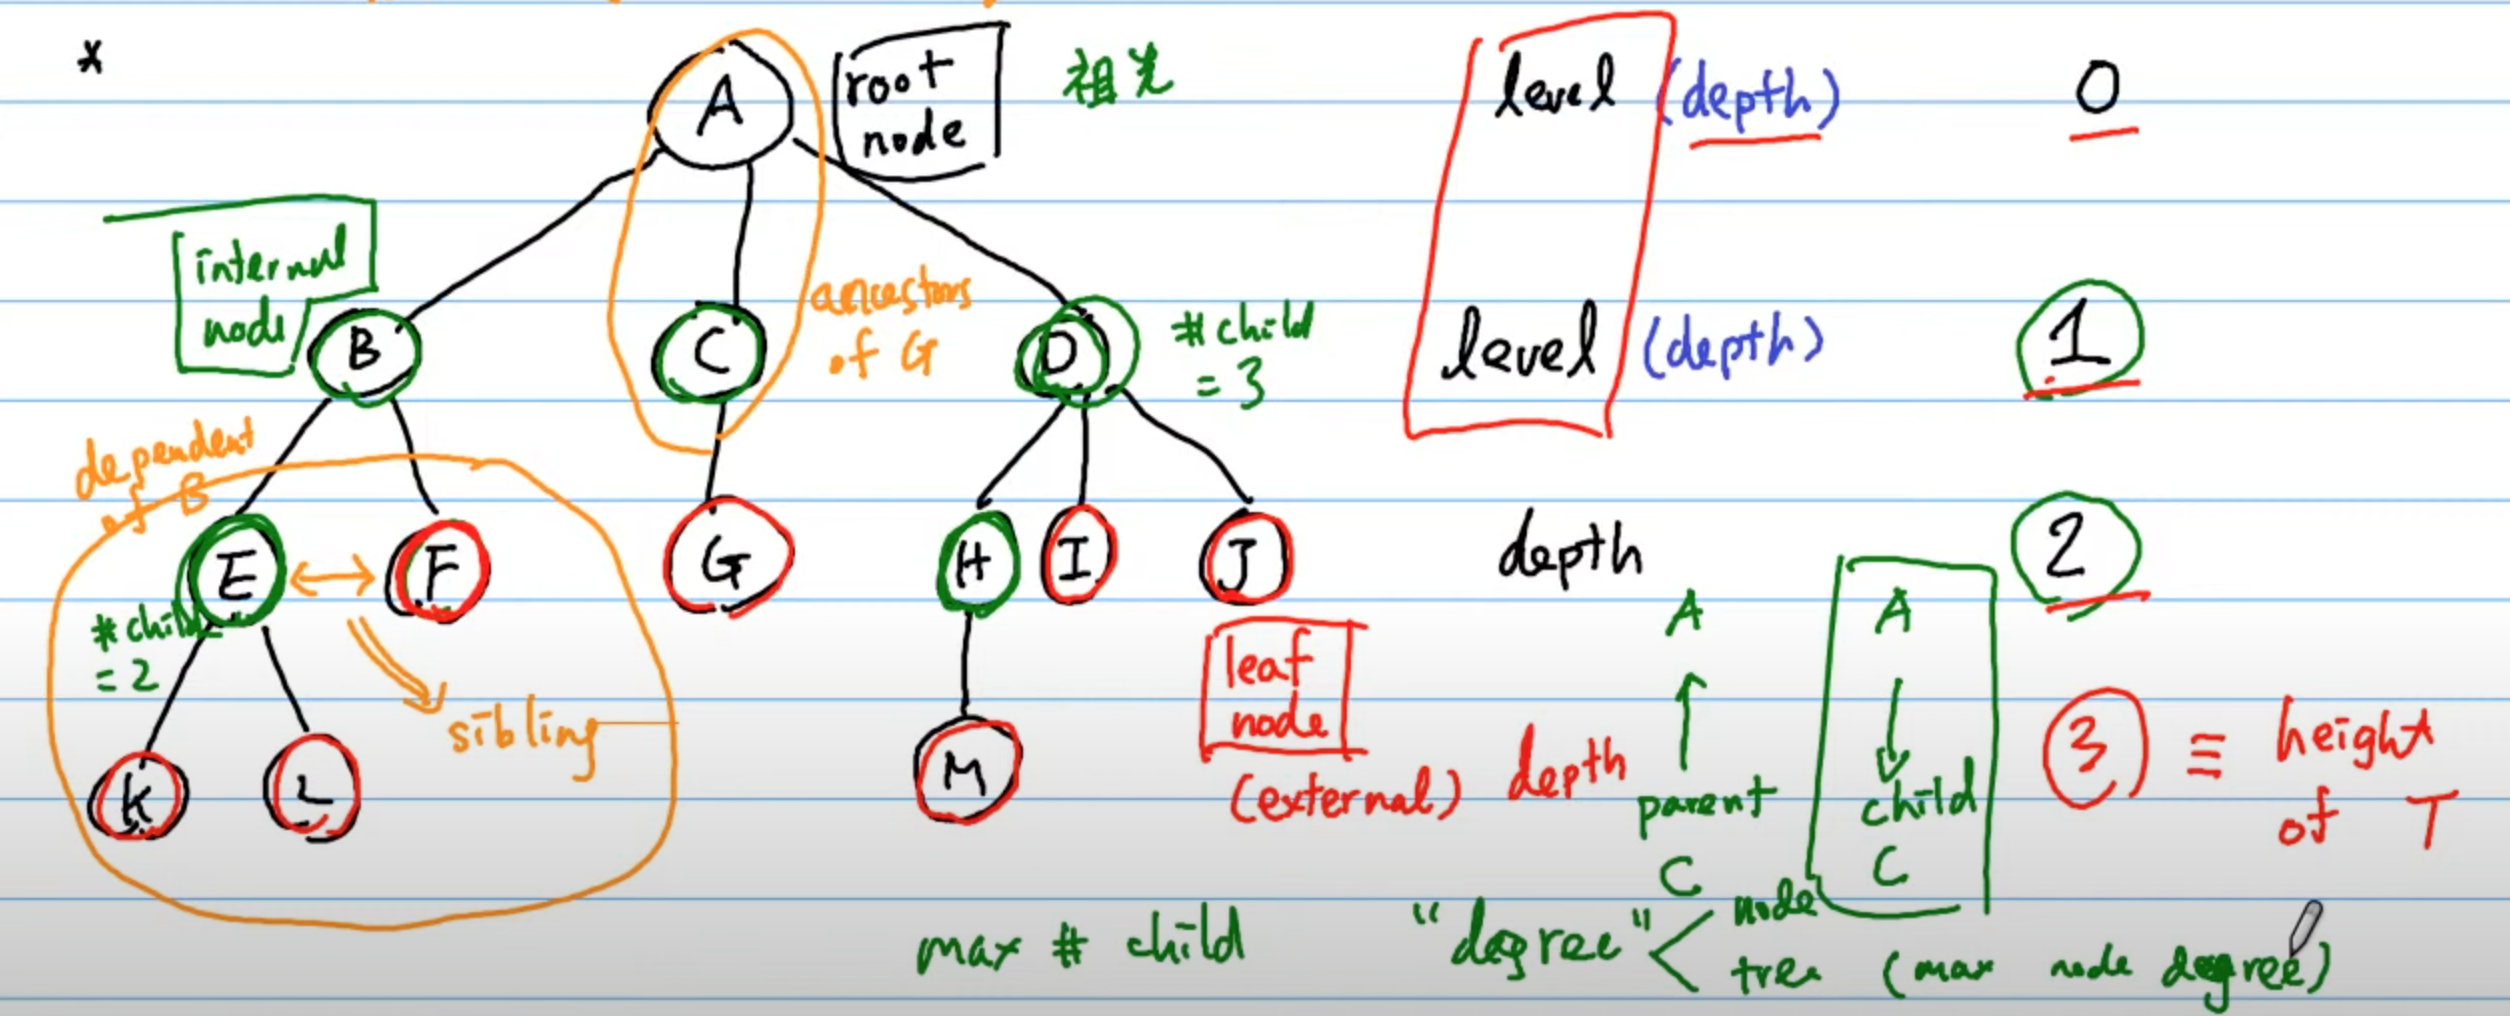 *
A
root
node
祖先
level (depth) 0
internal
node
B
C
ancestors
of G
D
# child
= 3
level (depth) 1
dependent
of B
E
F
G
H
I
J
depth 2
# child
= 2
sibling
K
L
M
leaf
node
(external)
depth
A
↑
parent
C
A
↓
child
C
3 ≡ height
of T
max # child
"degree" <
node
tree (max node degree)